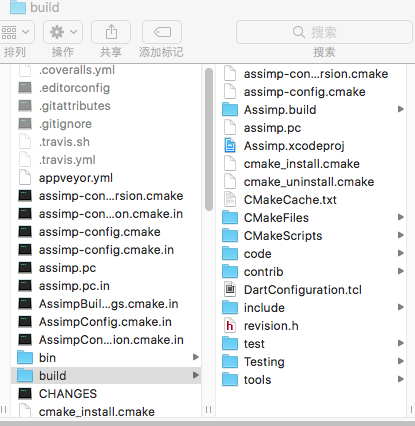 build
排列
操作
共享
添加标记
搜索
搜索
.coveralls.yml
.editorconfig
.gitattributes
.gitignore
.travis.sh
.travis.yml
appveyor.yml
assimp-con...rsion.cmake
assimp-con...on.cmake.in
assimp-config.cmake
assimp-config.cmake.in
assimp.pc
assimp.pc.in
AssimpBuil...gs.cmake.in
AssimpConfig.cmake.in
AssimpCon...ion.cmake.in
bin
build
CHANGES
cmake_install.cmake
assimp-con...rsion.cmake
assimp-config.cmake
Assimp.build
assimp.pc
Assimp.xcodeproj
cmake_install.cmake
cmake_uninstall.cmake
CMakeCache.txt
CMakeFiles
CMakeScripts
code
contrib
DartConfiguration.tcl
include
revision.h
test
Testing
tools